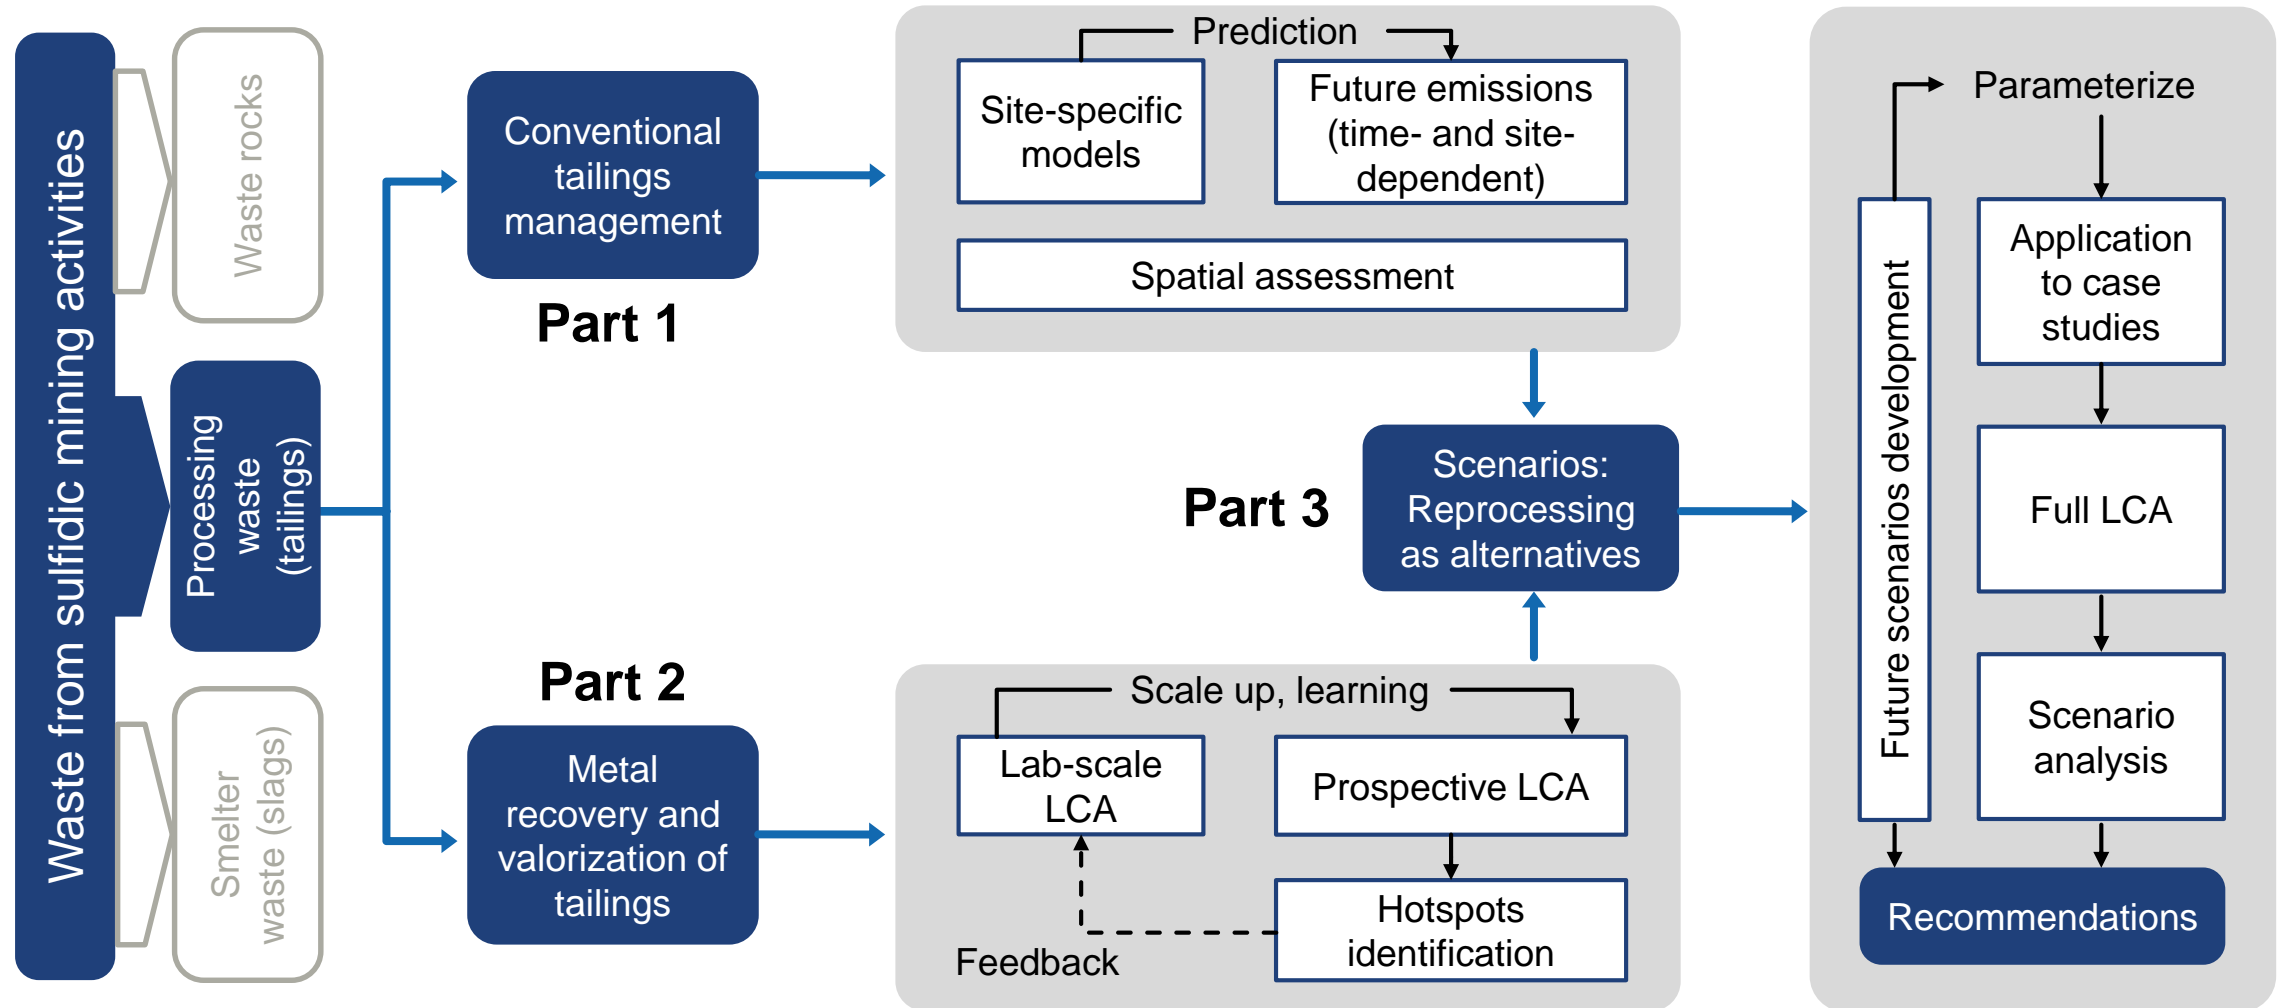 Waste from sulfidic mining activities
Waste rocks
Processing
waste
(tailings)
Smelter
waste (slags)
Conventional
tailings
management
Part 1
Part 2
Metal
recovery and
valorization of
tailings
Prediction
Site-specific
models
Future emissions
(time- and site-
dependent)
Spatial assessment
Part 3
Scenarios:
Reprocessing
as alternatives
Scale up, learning
Lab-scale
LCA
Prospective LCA
Hotspots
identification
Feedback
Future scenarios development
Parameterize
Application
to case
studies
Full LCA
Scenario
analysis
Recommendations